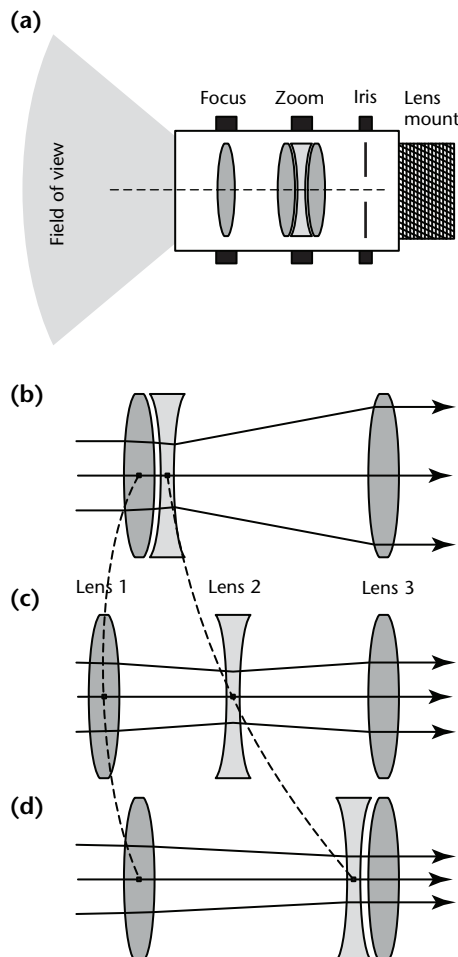 (a)
Focus
Zoom
Iris
Lens
mount
Field of view
(b)
Lens 1
Lens 2
Lens 3
(c)
(d)